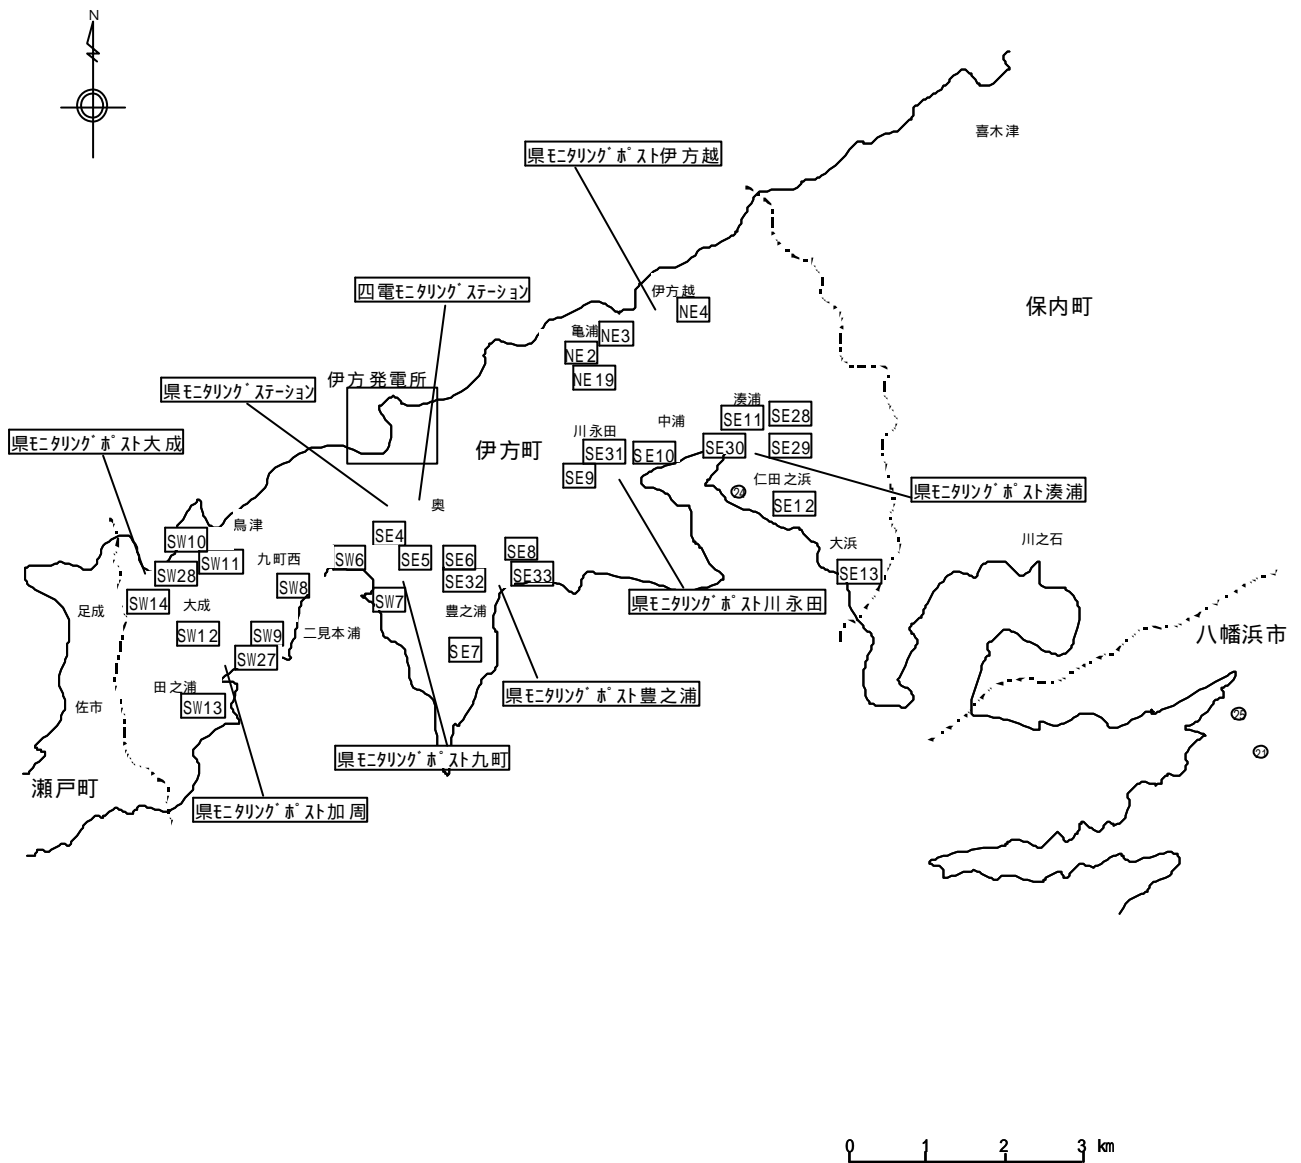 N
喜木津
県モニタリングポスト伊方越
伊方越
NE4
四電モニタリングステーション
保内町
亀浦
NE3
NE2
NE19
伊方発電所
県モニタリングステーション
湊浦
SE28
SE11
中浦
川永田
県モニタリングポスト大成
伊方町
SE31
SE10
SE30
SE29
SE9
仁田之浜
24
県モニタリングポスト湊浦
SE12
奥
鳥津
SE4
SW10
大浜
川之石
SW11
九町西
SW6
SE5
SE6
SE8
SW28
SE33
SE13
SE32
SW8
足成
SW14
大成
SW7
豊之浦
県モニタリングポスト川永田
SW12
SW9
二見本浦
八幡浜市
SE7
SW27
田之浦
県モニタリングポスト豊之浦
佐市
SW13
25
21
県モニタリングポスト九町
瀬戸町
県モニタリングポスト加周
0 1 2 3 km